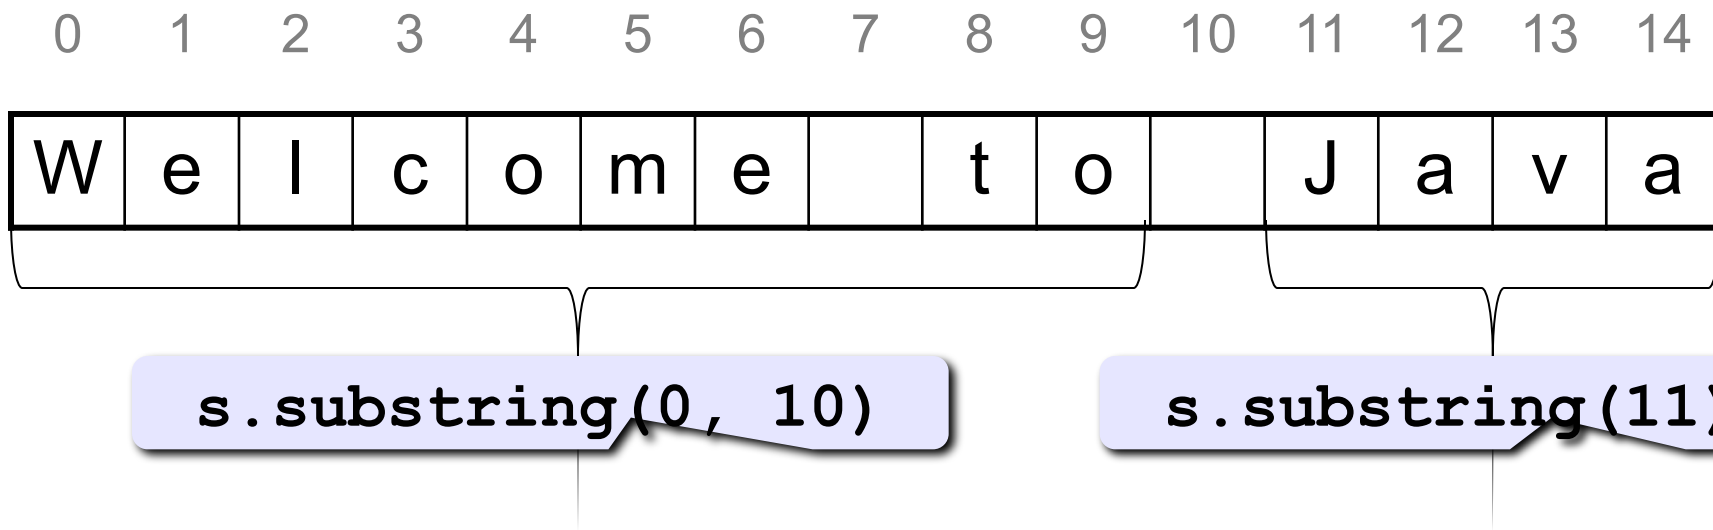 0 1 2 3 4 5 6 7 8 9 10 11 12 13 14
W e l c o m e t o J a v a
s.substring(0, 10) s.substring(11)